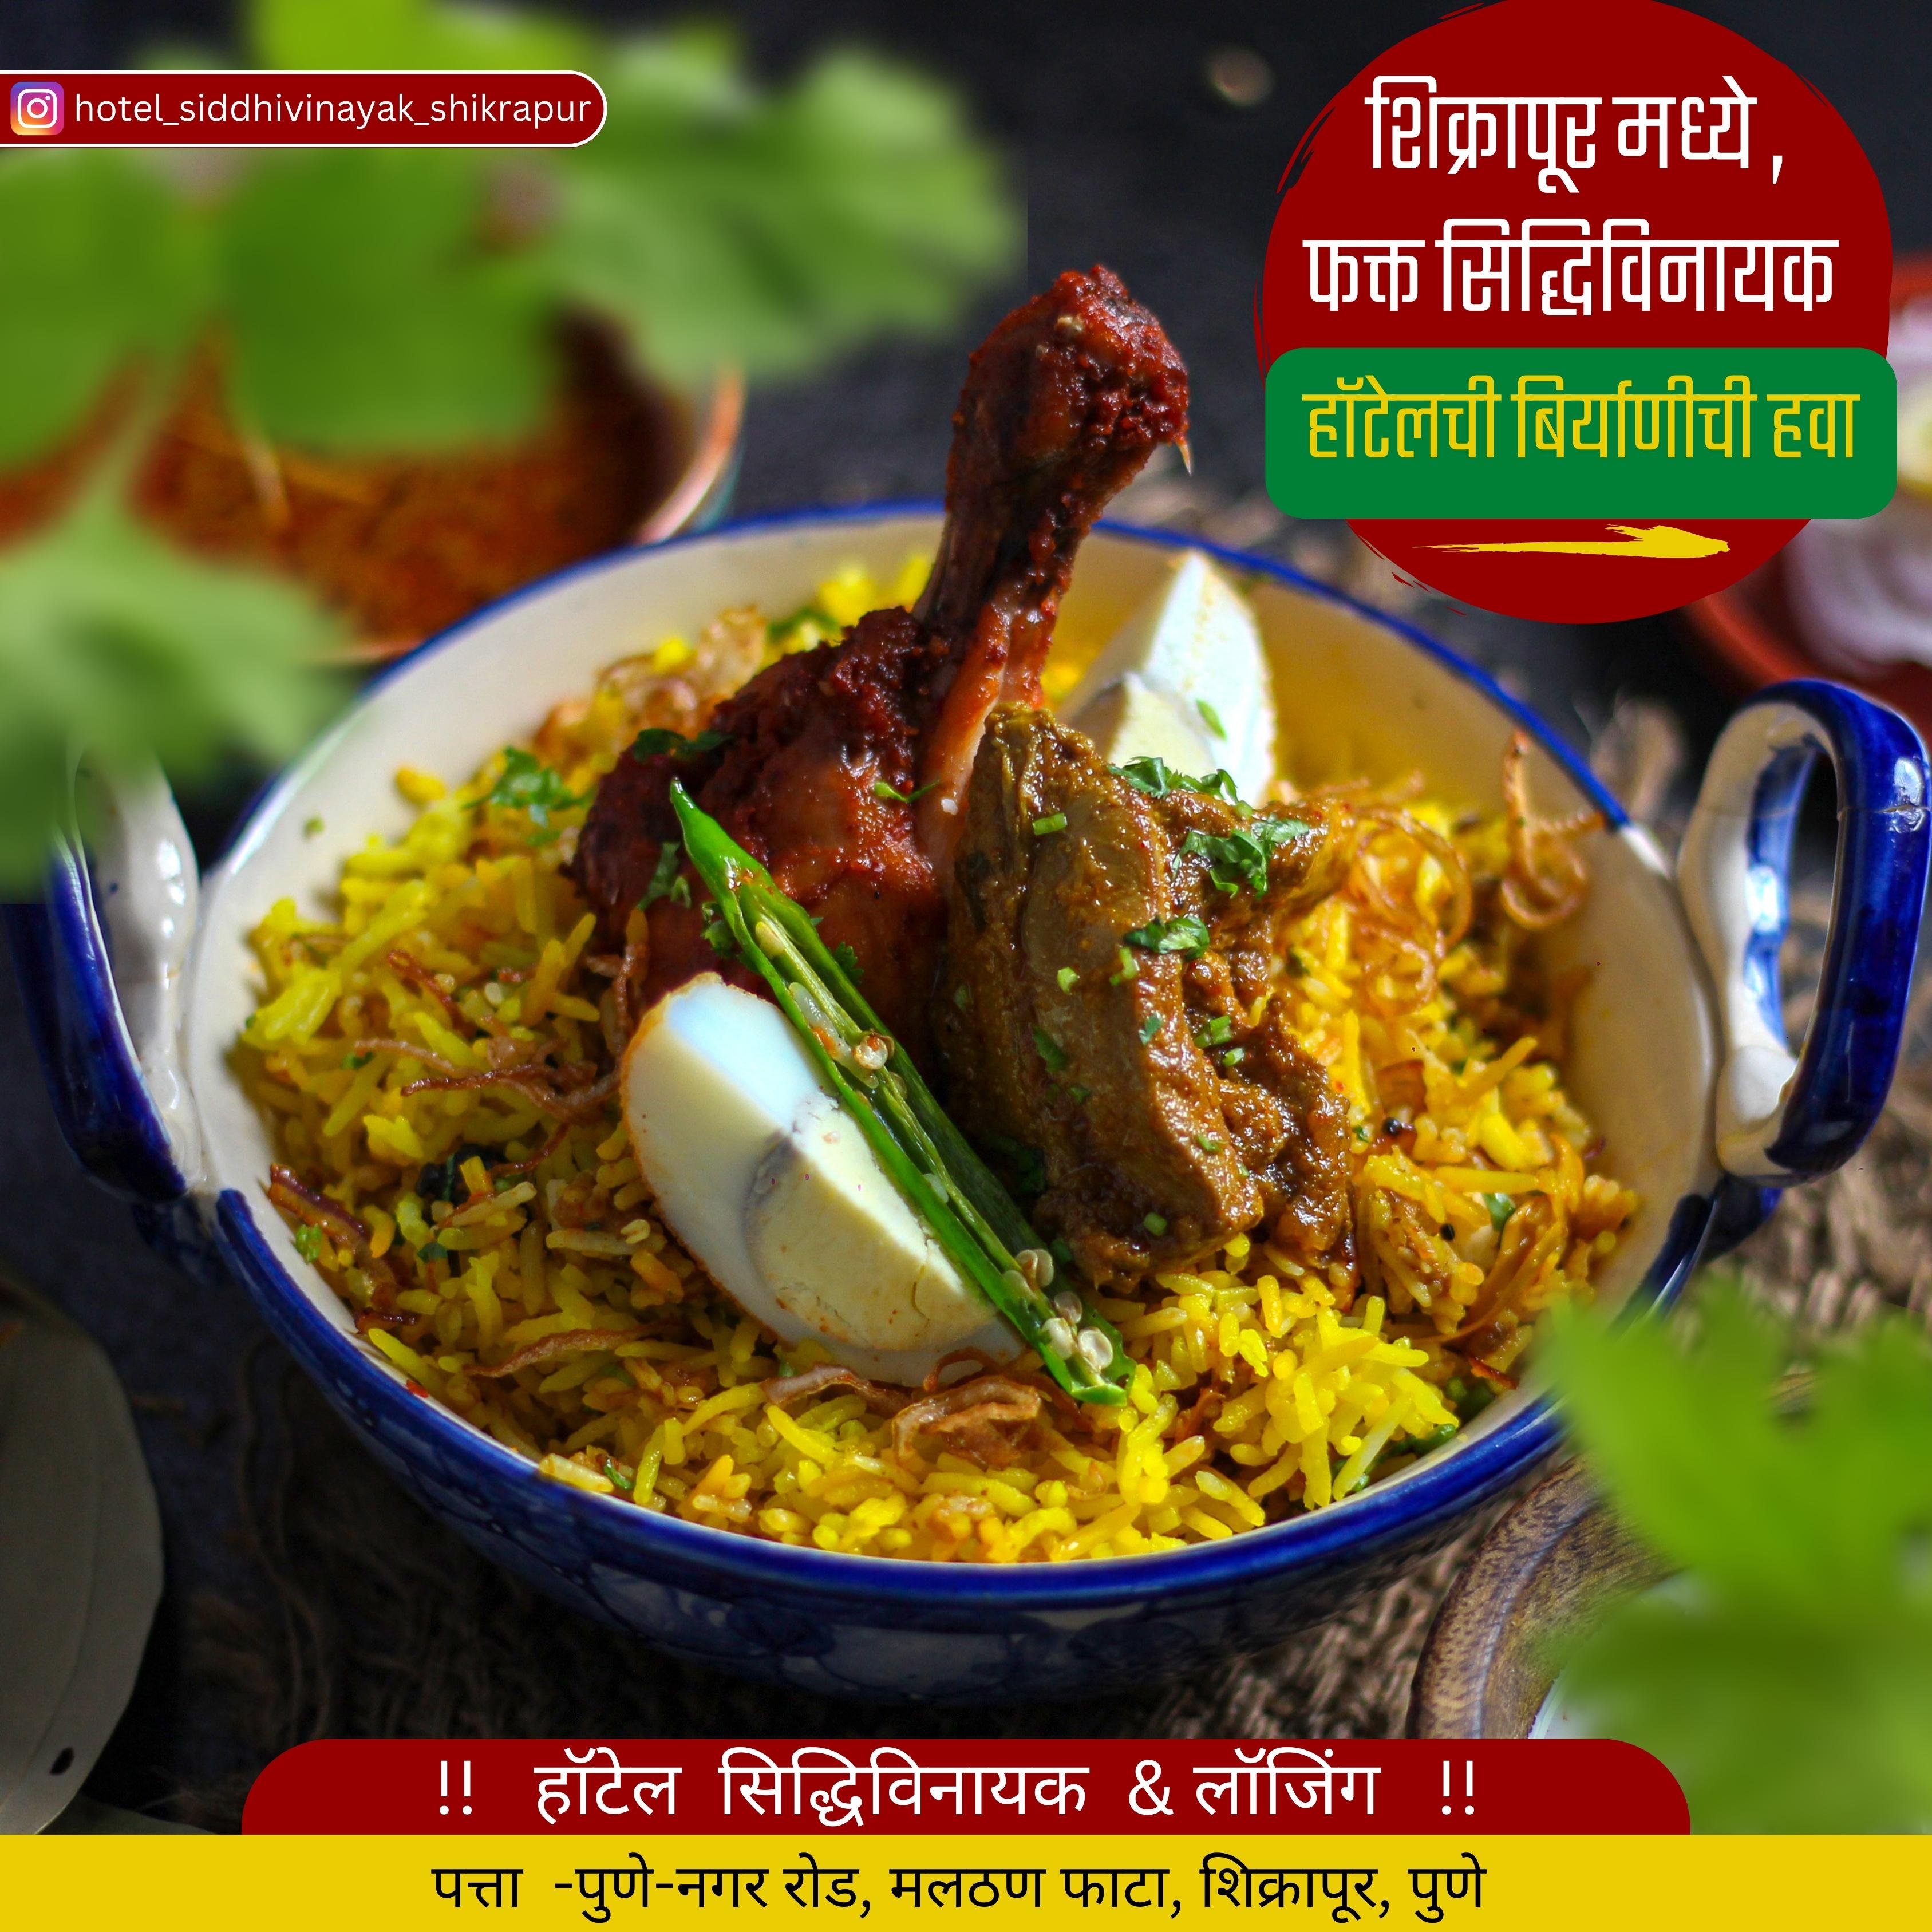 hotel_siddhivinayak_shikrapur
शिक्रापूर मध्ये ,
फक्त सिद्धिविनायक
हॉटेलची बिर्याणीची हवा
!! हॉटेल सिद्धिविनायक & लॉजिंग !!
पत्ता -पुणे-नगर रोड, मलठण फाटा, शिक्रापूर, पुणे